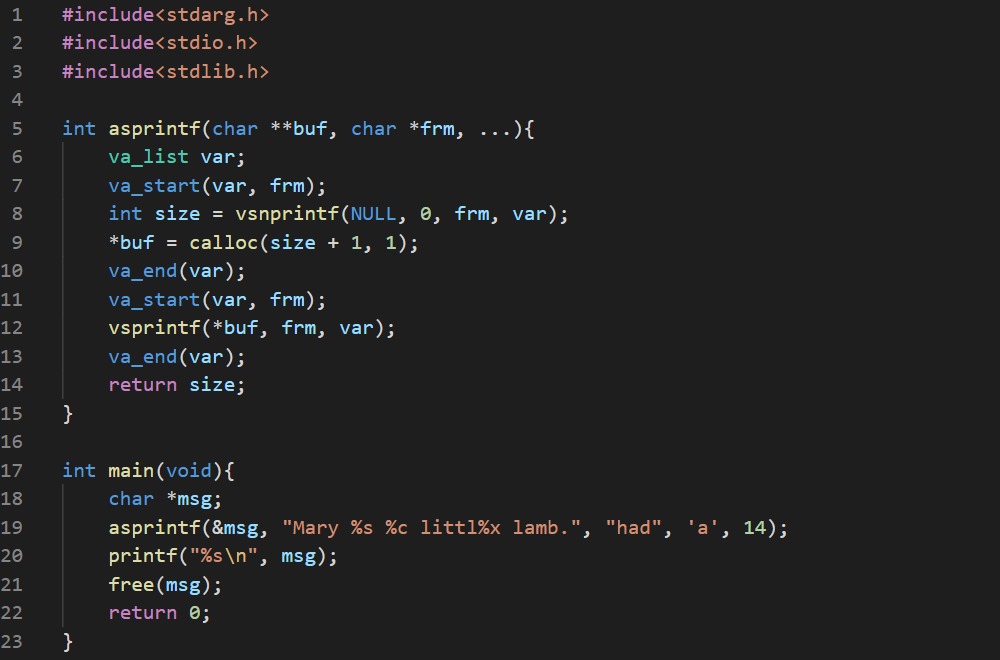 1 #include<stdarg.h>
2 #include<stdio.h>
3 #include<stdlib.h>
4
5 int asprintf(char **buf, char *frm, ...){
6     va_list var;
7     va_start(var, frm);
8     int size = vsnprintf(NULL, 0, frm, var);
9     *buf = calloc(size + 1, 1);
10     va_end(var);
11     va_start(var, frm);
12     vsprintf(*buf, frm, var);
13     va_end(var);
14     return size;
15 }
16
17 int main(void){
18     char *msg;
19     asprintf(&msg, "Mary %s %c littl%x lamb.", "had", 'a', 14);
20     printf("%s\n", msg);
21     free(msg);
22     return 0;
23 }